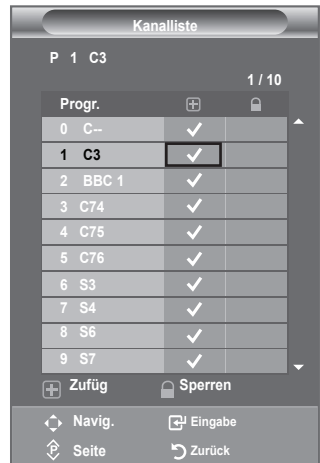 Kanalliste
P 1 C3
1 / 10
Progr.
0 C--
1 C3
2 BBC 1
3 C74
4 C75
5 C76
6 S3
7 S4
8 S6
9 S7
Zufüg Sperren
Navig. Eingabe
Seite Zurück